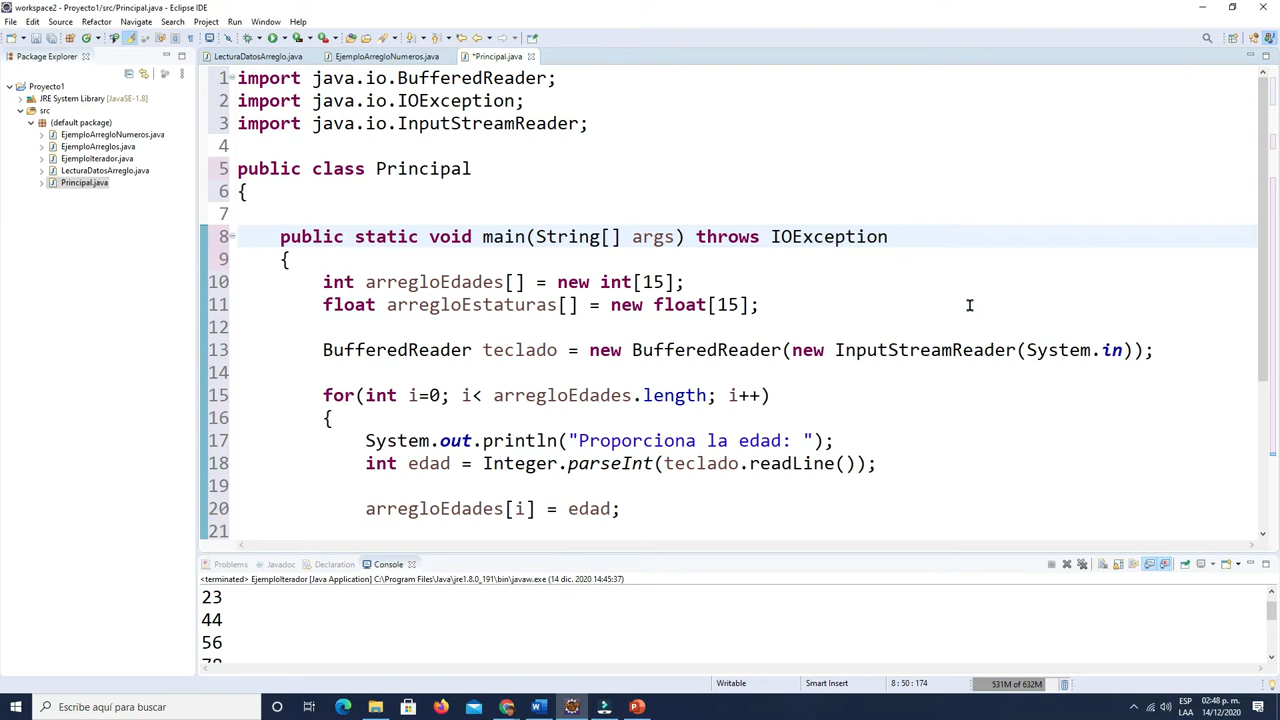 workspace2 - Proyecto1/src/Principal.java - Eclipse IDE
File Edit Source Refactor Navigate Search Project Run Window Help
Package Explorer
LecturaDatosArreglo.java EjemploArregloNumeros.java *Principal.java
Proyecto1
JRE System Library [JavaSE-1.8]
src
(default package)
EjemploArregloNumeros.java
EjemploArreglos.java
EjemploIterador.java
LecturaDatosArreglo.java
Principal.java
1 import java.io.BufferedReader;
2 import java.io.IOException;
3 import java.io.InputStreamReader;
4
5 public class Principal
6 {
7
8 public static void main(String[] args) throws IOException
9 {
10 int arregloEdades[] = new int[15];
11 float arregloEstaturas[] = new float[15];
12
13 BufferedReader teclado = new BufferedReader(new InputStreamReader(System.in));
14
15 for(int i=0; i< arregloEdades.length; i++)
16 {
17 System.out.println("Proporciona la edad: ");
18 int edad = Integer.parseInt(teclado.readLine());
19
20 arregloEdades[i] = edad;
21
Problems Javadoc Declaration Console
<terminated> EjemploIterador [Java Application] C:\Program Files\Java\jre1.8.0_191\bin\javaw.exe (14 dic. 2020 14:45:37)
23
44
56
78
Writable Smart Insert 8 : 50 : 174 531M of 632M
Escribe aquí para buscar
ESP 02:48 p. m.
LAA 14/12/2020